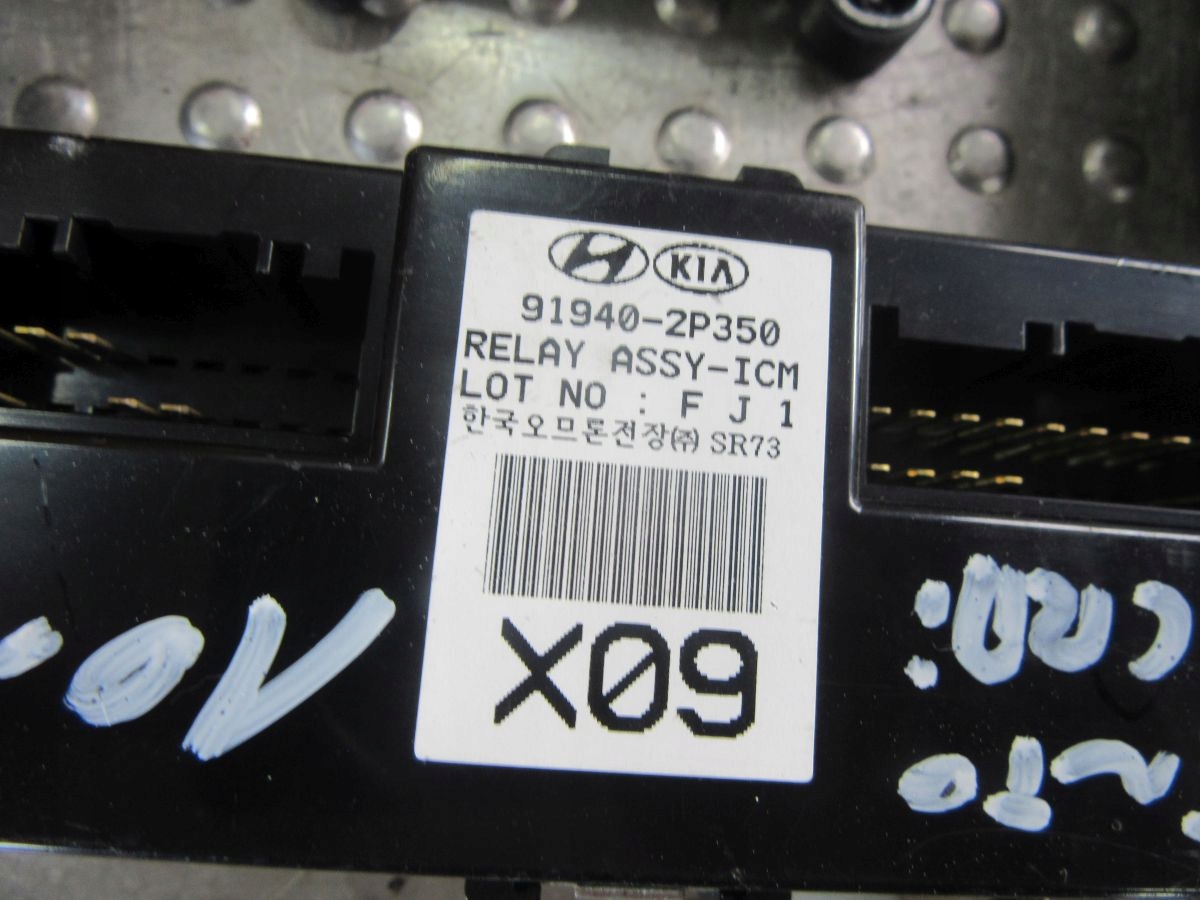 KIA
91940-2P350
RELAY ASSY-ICM
LOT NO : F J 1
한국오므론전장㈜ SR73
X09